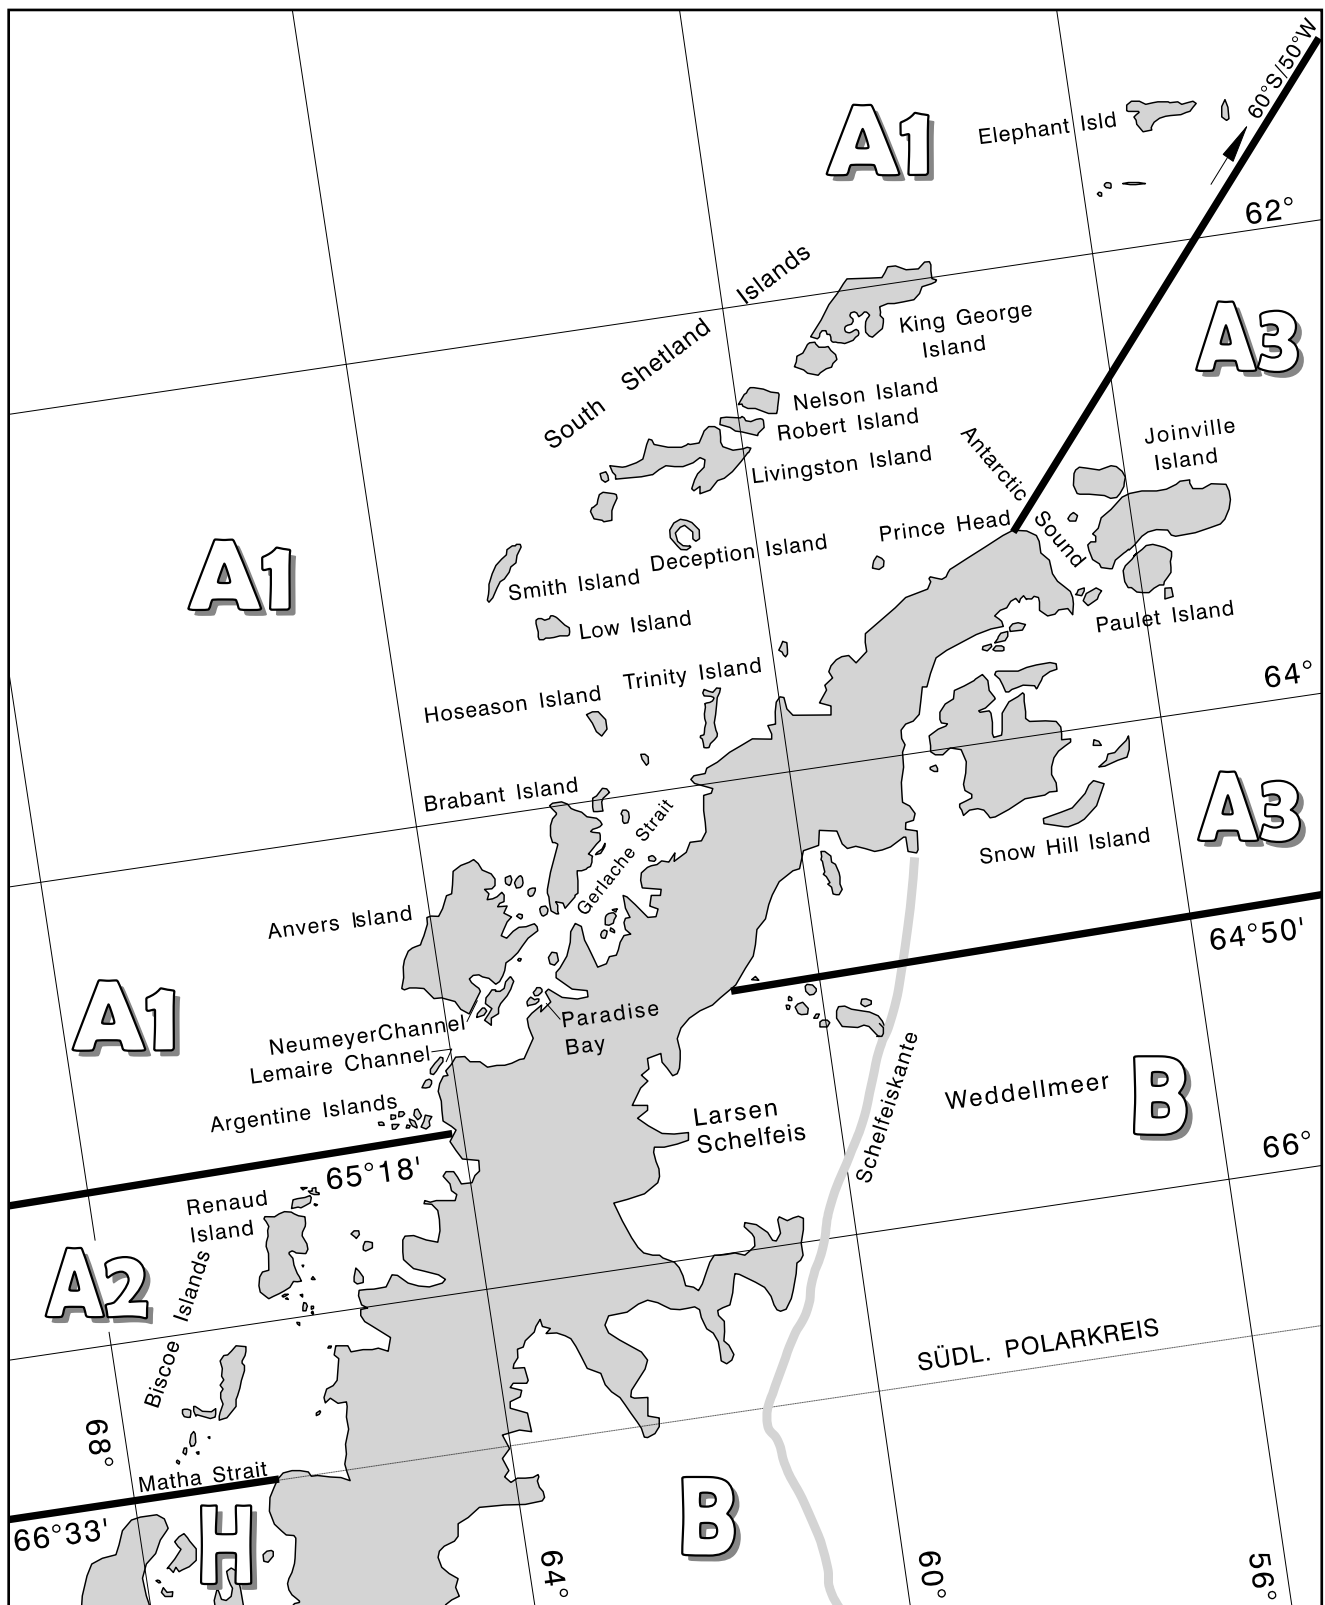 60°S/50°W
A1
Elephant Isld
62°
South Shetland Islands
King George
Island
A3
Nelson Island
Robert Island
Livingston Island
Antarctic Sound
Joinville
Island
Prince Head
A1
Deception Island
Smith Island
Low Island
Paulet Island
Trinity Island
64°
Hoseason Island
Brabant Island
Gerlache Strait
A3
Snow Hill Island
Anvers Island
64°50'
A1
NeumeyerChannel
Paradise
Bay
Lemaire Channel
Schelfeiskante
Weddellmeer
B
Argentine Islands
Larsen
Schelfeis
66°
65°18'
Renaud
Island
A2
Biscoe Islands
SÜDL. POLARKREIS
68°
Matha Strait
66°33'
H
B
64°
60°
56°